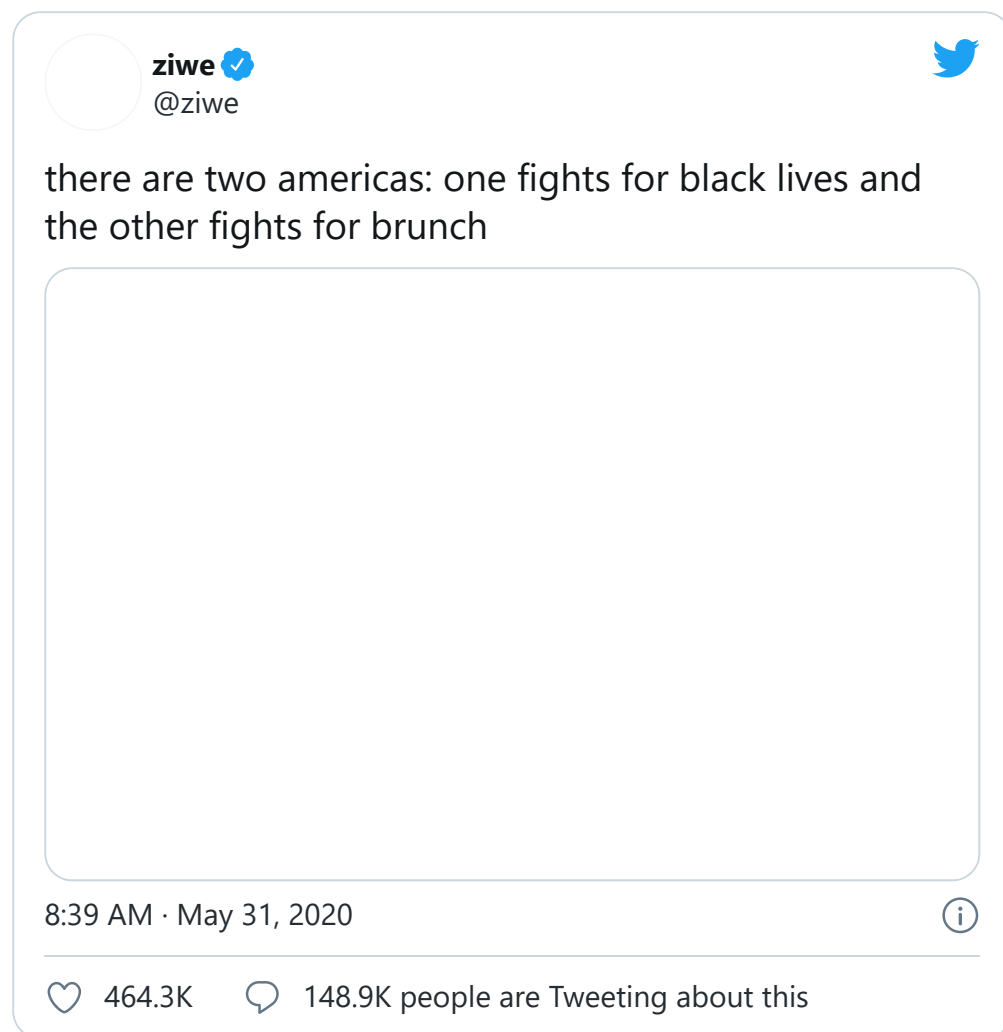 ziwe
@ziwe
there are two americas: one fights for black lives and
the other fights for brunch
8:39 AM · May 31, 2020
464.3K 148.9K people are Tweeting about this